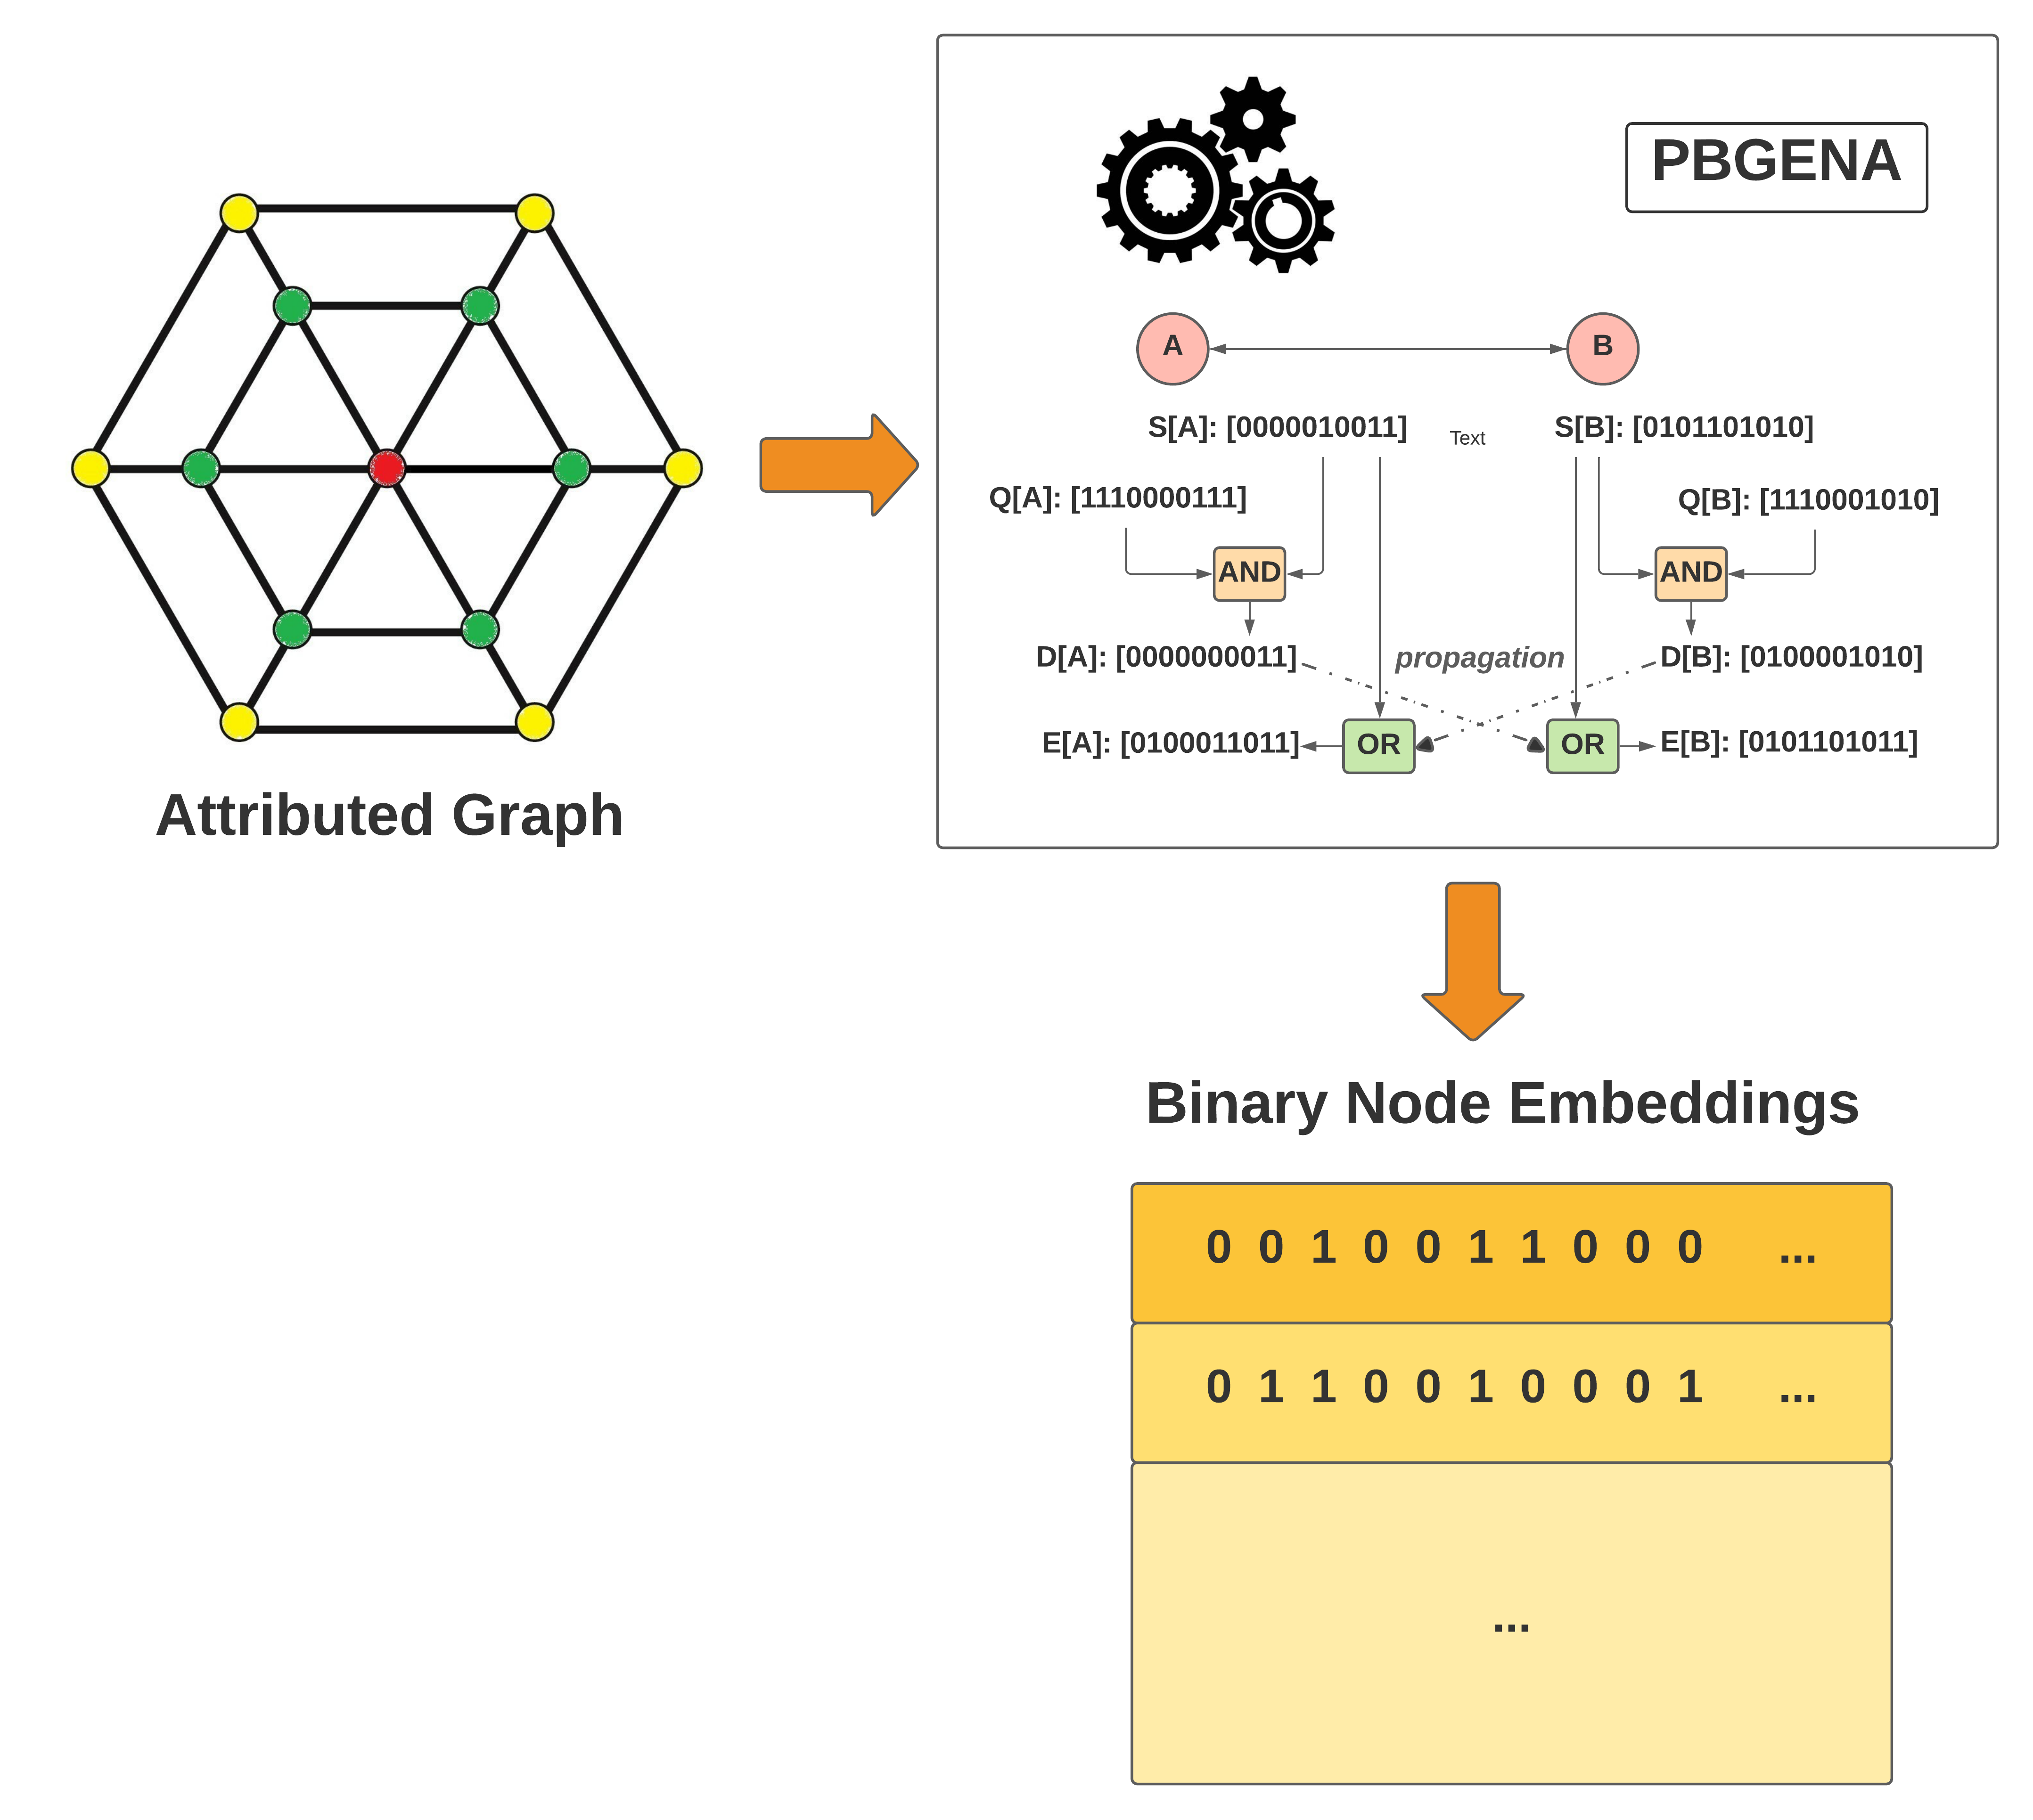 PBGENA
A
B
S[A]: [0000010011]
Text
S[B]: [0101101010]
Q[A]: [1110000111]
Q[B]: [1110001010]
AND
AND
D[A]: [0000000011]
propagation
D[B]: [0100001010]
E[A]: [0100011011]
OR
OR
E[B]: [0101101011]
Attributed Graph
Binary Node Embeddings
0 0 1 0 0 1 1 0 0 0 ...
0 1 1 0 0 1 0 0 0 1 ...
...